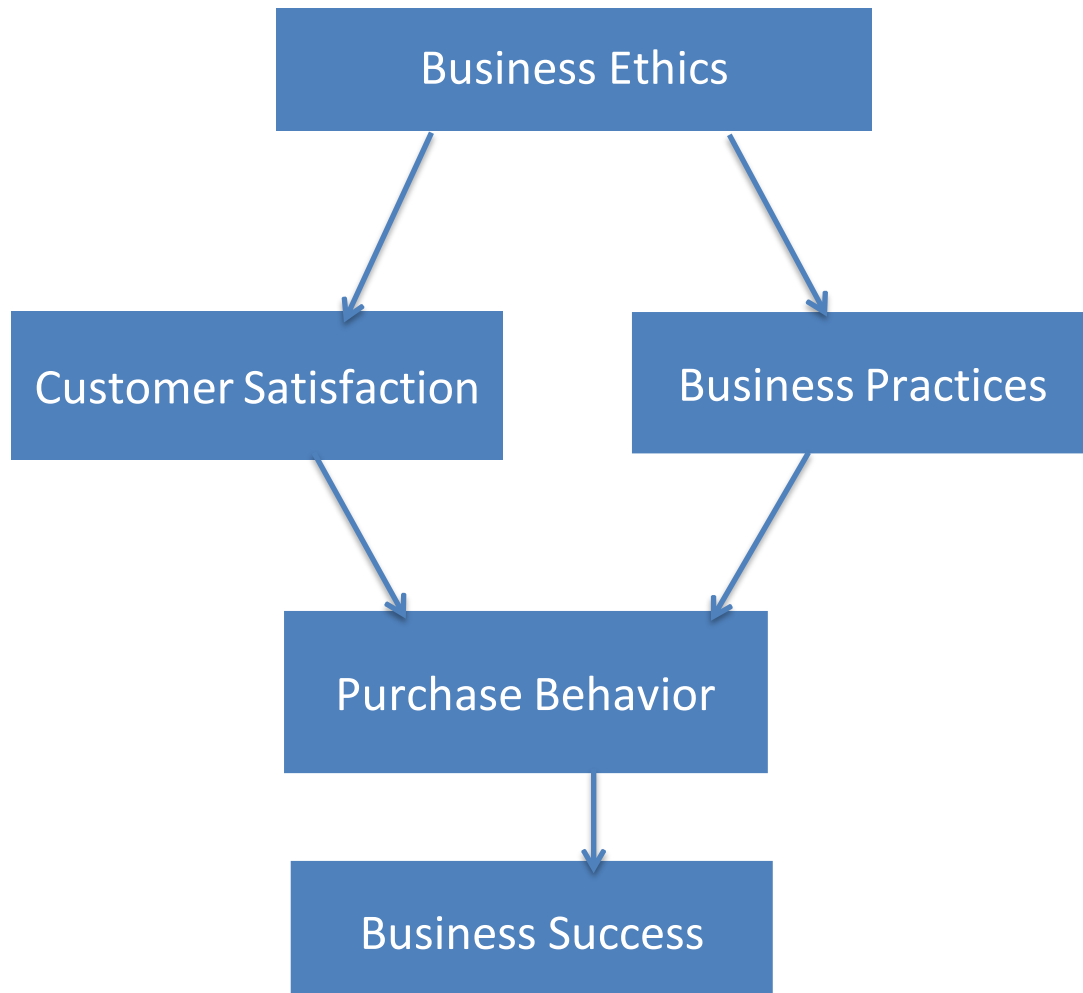 Business Ethics
Customer Satisfaction
Business Practices
Purchase Behavior
Business Success